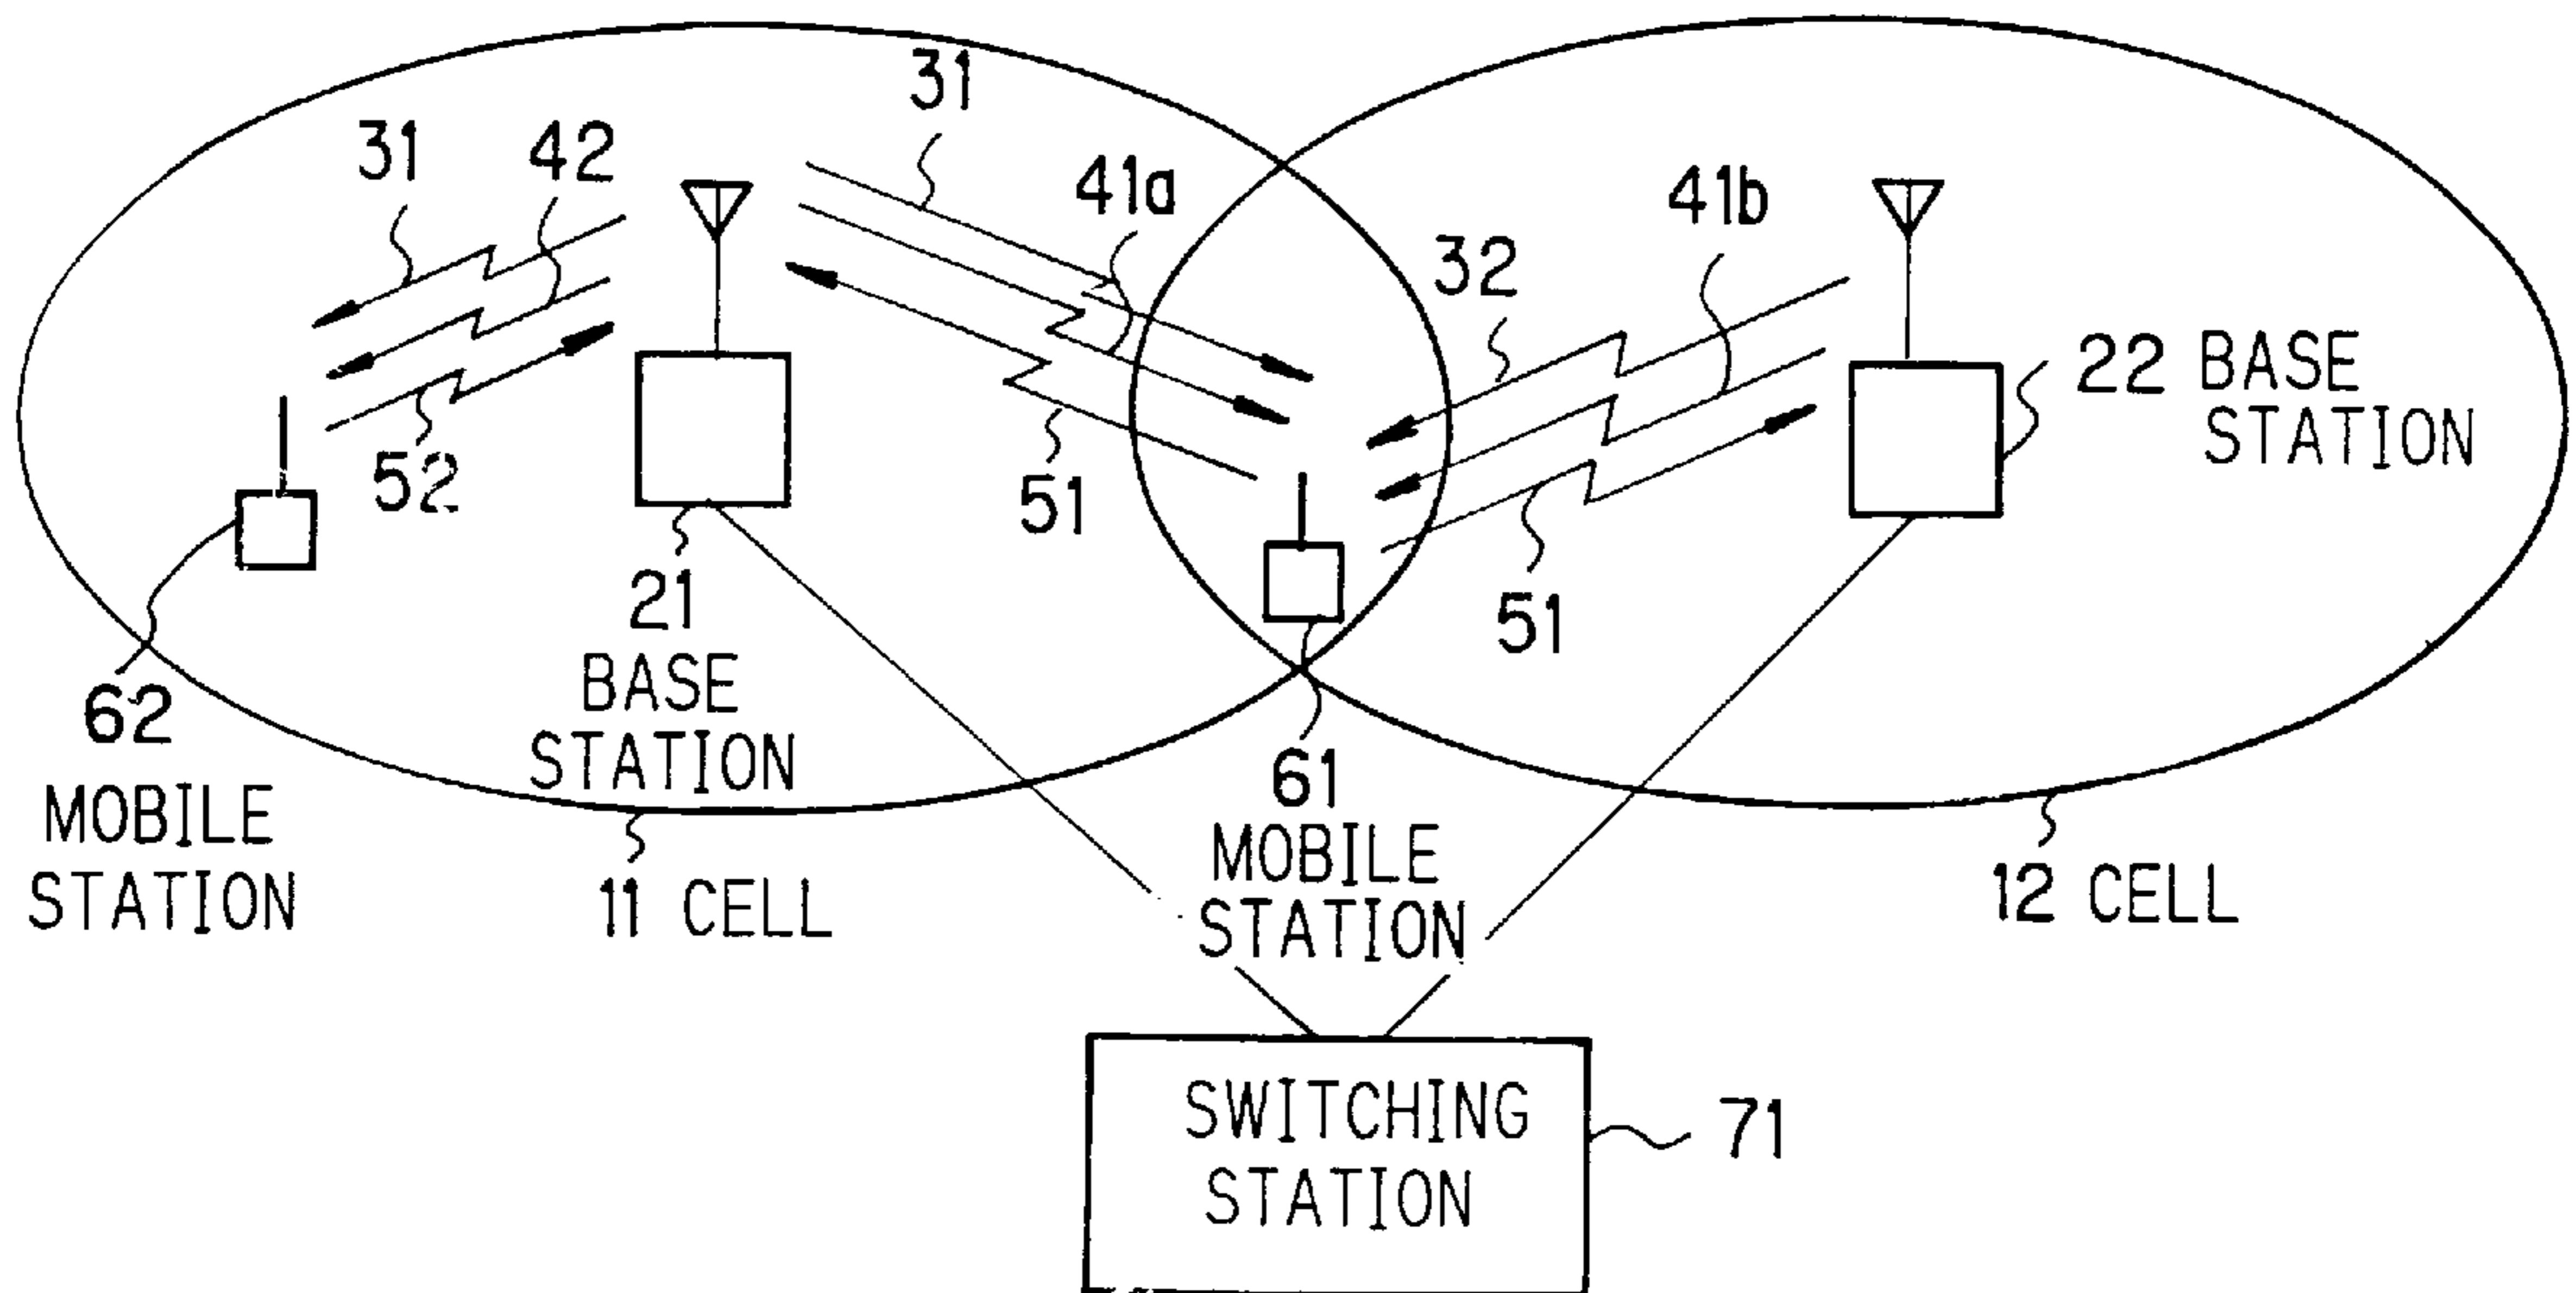 31
31
42
41a
41b
32
22 BASE
STATION
52
51
51
21
BASE
STATION
62
MOBILE
STATION
61
MOBILE
STATION
11 CELL
12 CELL
SWITCHING
STATION
71